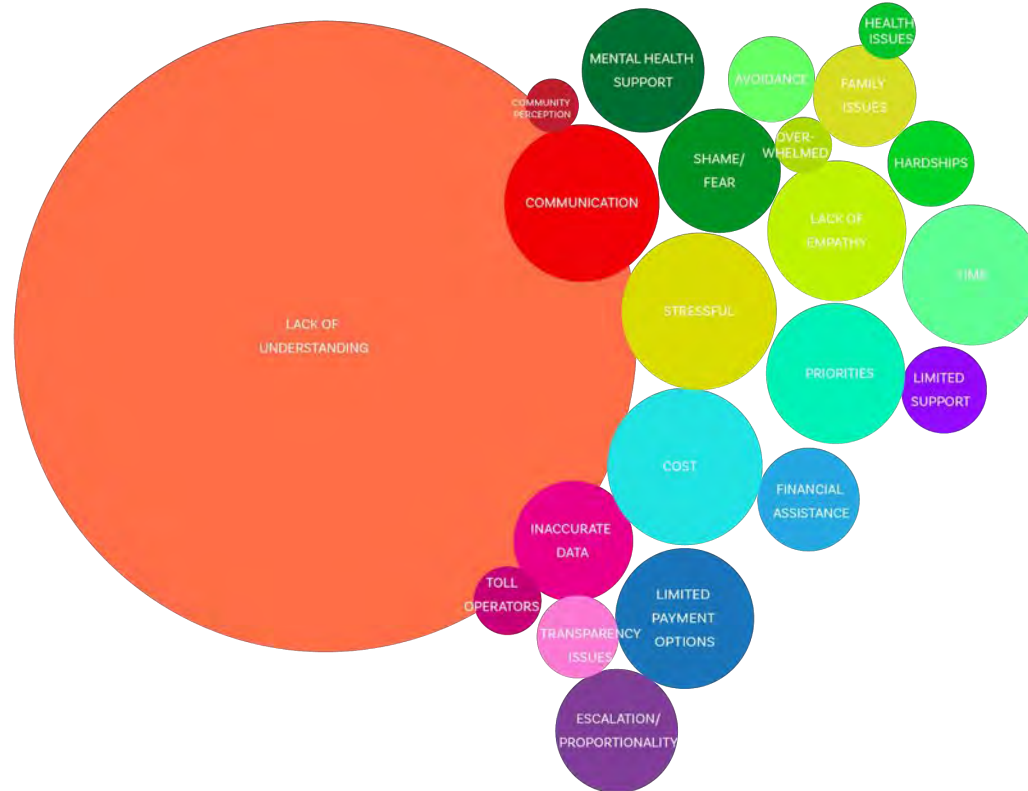 HEALTH
ISSUES
MENTAL HEALTH
SUPPORT
AVOIDANCE
FAMILY
ISSUES
COMMUNITY
PERCEPTION
OVER-
WHELMED
SHAME/
FEAR
HARDSHIPS
COMMUNICATION
LACK OF
EMPATHY
TIME
STRESSFUL
LACK OF
UNDERSTANDING
PRIORITIES
LIMITED
SUPPORT
COST
FINANCIAL
ASSISTANCE
INACCURATE
DATA
TOLL
OPERATORS
LIMITED
PAYMENT
OPTIONS
TRANSPARENCY
ISSUES
ESCALATION/
PROPORTIONALITY